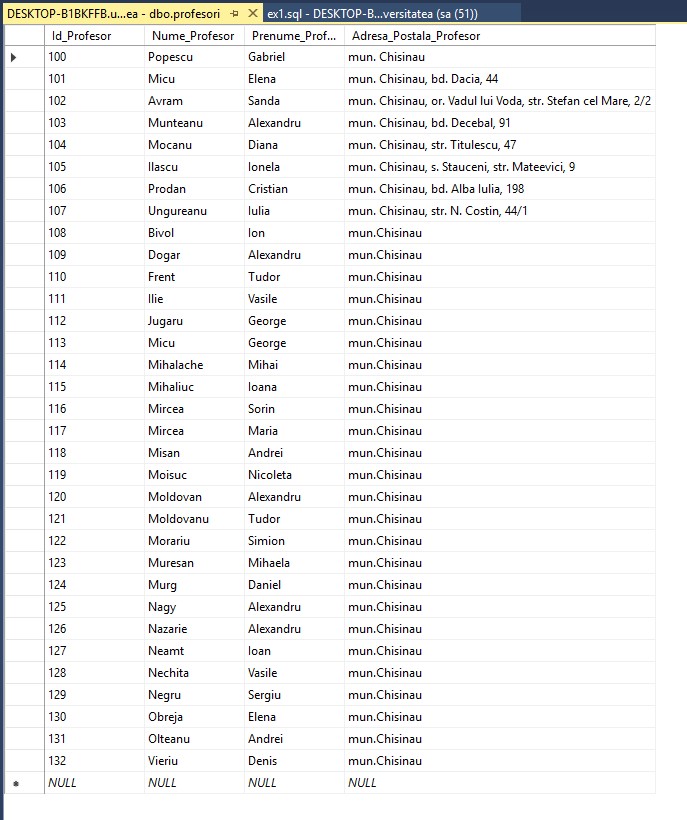 DESKTOP-B1BKFFB.u...ea - dbo.profesori ex1.sql - DESKTOP-B...versitatea (sa (51))
Id_Profesor Nume_Profesor Prenume_Prof... Adresa_Postala_Profesor
100 Popescu Gabriel mun. Chisinau
101 Micu Elena mun. Chisinau, bd. Dacia, 44
102 Avram Sanda mun. Chisinau, or. Vadul lui Voda, str. Stefan cel Mare, 2/2
103 Munteanu Alexandru mun. Chisinau, bd. Decebal, 91
104 Mocanu Diana mun. Chisinau, str. Titulescu, 47
105 Ilascu Ionela mun. Chisinau, s. Stauceni, str. Mateevici, 9
106 Prodan Cristian mun. Chisinau, bd. Alba Iulia, 198
107 Ungureanu Iulia mun. Chisinau, str. N. Costin, 44/1
108 Bivol Ion mun.Chisinau
109 Dogar Alexandru mun.Chisinau
110 Frent Tudor mun.Chisinau
111 Ilie Vasile mun.Chisinau
112 Jugaru George mun.Chisinau
113 Micu George mun.Chisinau
114 Mihalache Mihai mun.Chisinau
115 Mihaliuc Ioana mun.Chisinau
116 Mircea Sorin mun.Chisinau
117 Mircea Maria mun.Chisinau
118 Misan Andrei mun.Chisinau
119 Moisuc Nicoleta mun.Chisinau
120 Moldovan Alexandru mun.Chisinau
121 Moldovanu Tudor mun.Chisinau
122 Morariu Simion mun.Chisinau
123 Muresan Mihaela mun.Chisinau
124 Murg Daniel mun.Chisinau
125 Nagy Alexandru mun.Chisinau
126 Nazarie Alexandru mun.Chisinau
127 Neamt Ioan mun.Chisinau
128 Nechita Vasile mun.Chisinau
129 Negru Sergiu mun.Chisinau
130 Obreja Elena mun.Chisinau
131 Olteanu Andrei mun.Chisinau
132 Vieriu Denis mun.Chisinau
NULL NULL NULL NULL